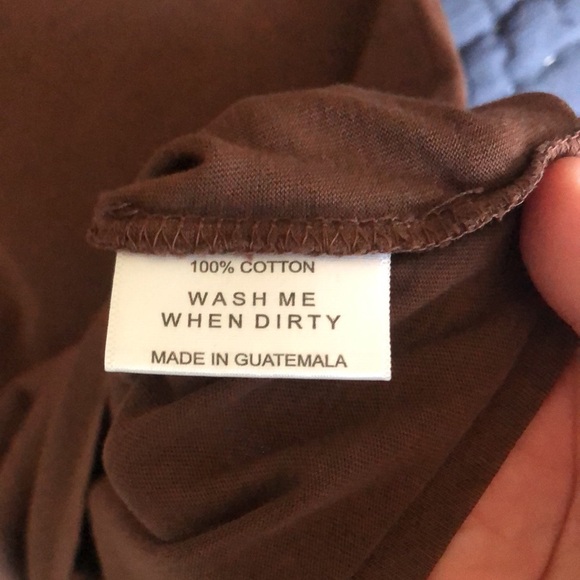 100% COTTON
WASH ME
WHEN DIRTY
MADE IN GUATEMALA